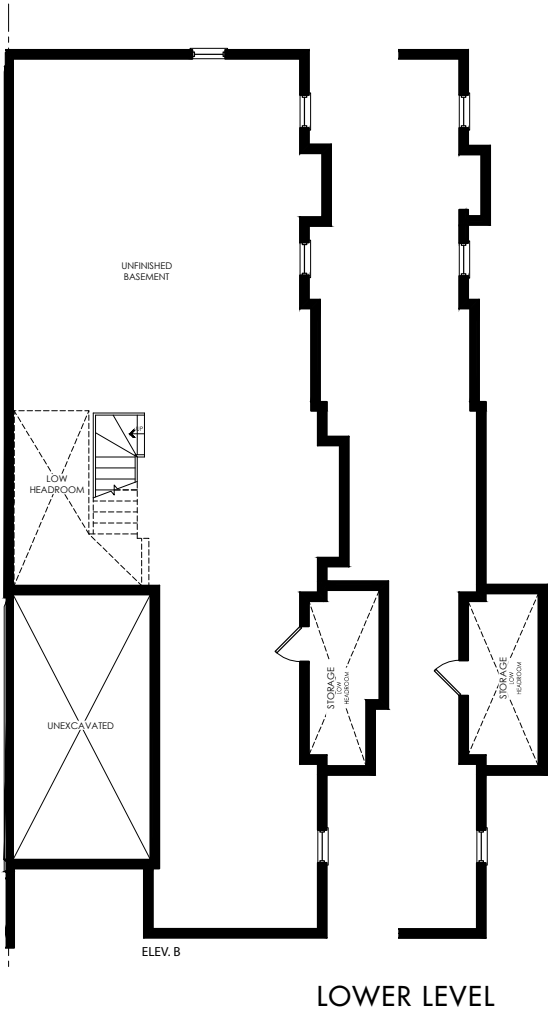 UNFINISHED
BASEMENT
UP
LOW
HEADROOM
STORAGE
LOW
HEADROOM
STORAGE
LOW
HEADROOM
UNEXCAVATED
ELEV. B
LOWER LEVEL